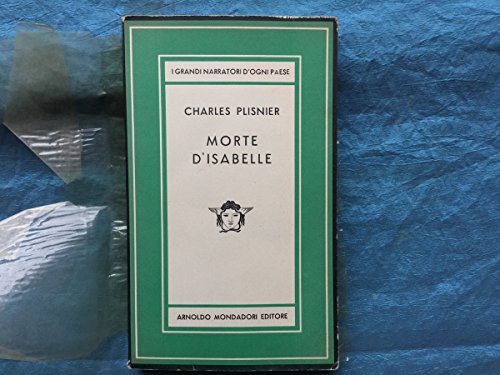 I GRANDI NARRATORI D'OGNI PAESE
CHARLES PLISNIER
MORTE
D'ISABELLE
ARNOLDO MONDADORI EDITORE